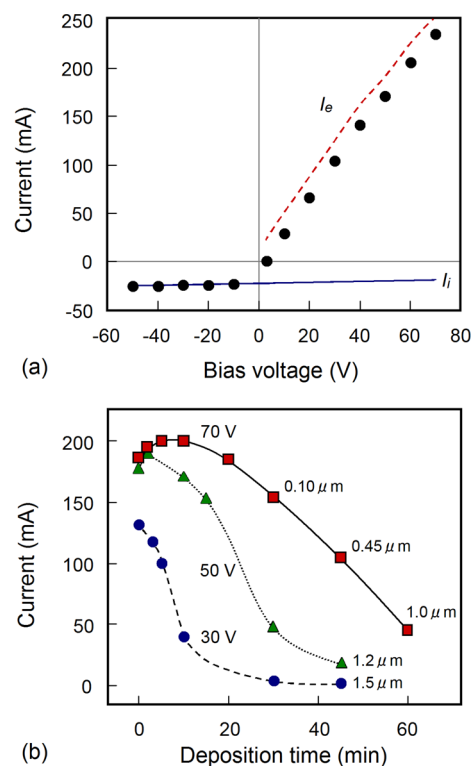 (a)
Current (mA)
250
200
150
100
50
0
-50
Ie
Ii
-60 -40 -20 0 20 40 60 80
Bias voltage (V)
(b)
Current (mA)
200
150
100
50
0
70 V
50 V
30 V
0.10 μm
0.45 μm
1.0 μm
1.2 μm
1.5 μm
0 20 40 60
Deposition time (min)